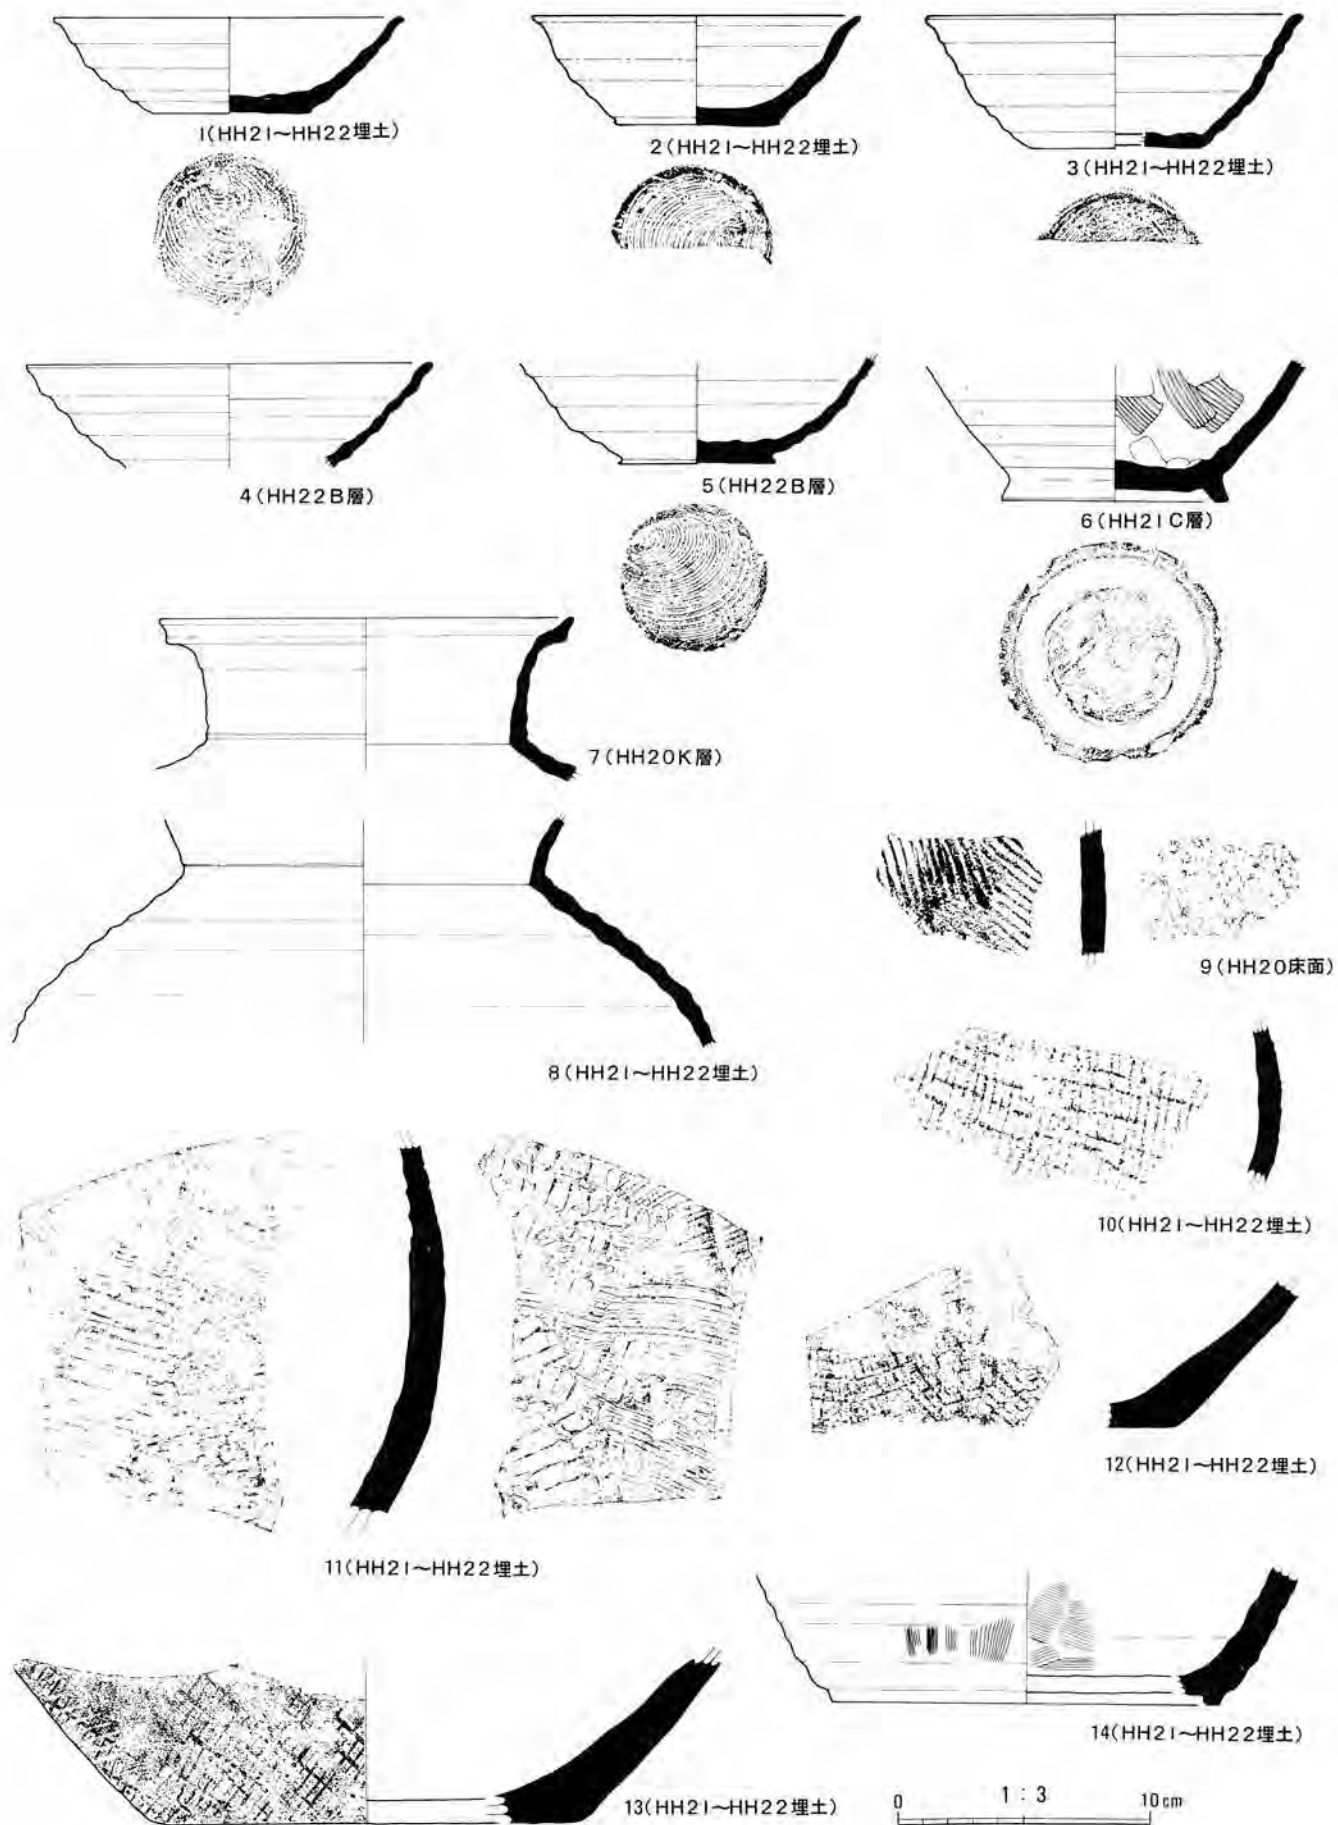 1(HH21～HH22埋土)
2(HH21～HH22埋土)
3(HH21～HH22埋土)
4(HH22B層)
5(HH22B層)
6(HH21C層)
7(HH20K層)
8(HH21～HH22埋土)
9(HH20床面)
10(HH21～HH22埋土)
11(HH21～HH22埋土)
12(HH21～HH22埋土)
13(HH21～HH22埋土)
14(HH21～HH22埋土)
0 1:3 10cm